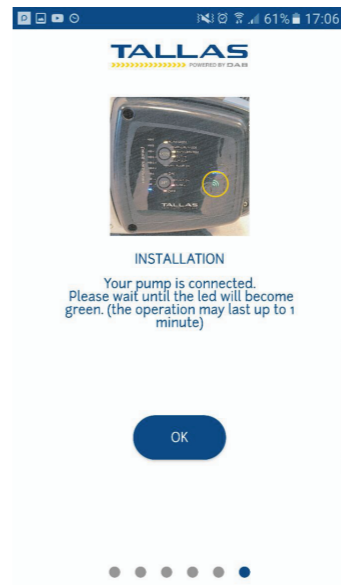 61% 17:06
TALLAS
POWERED BY DAB
TALLAS
INSTALLATION
Your pump is connected.
Please wait until the led will become
green. (the operation may last up to 1
minute)
OK